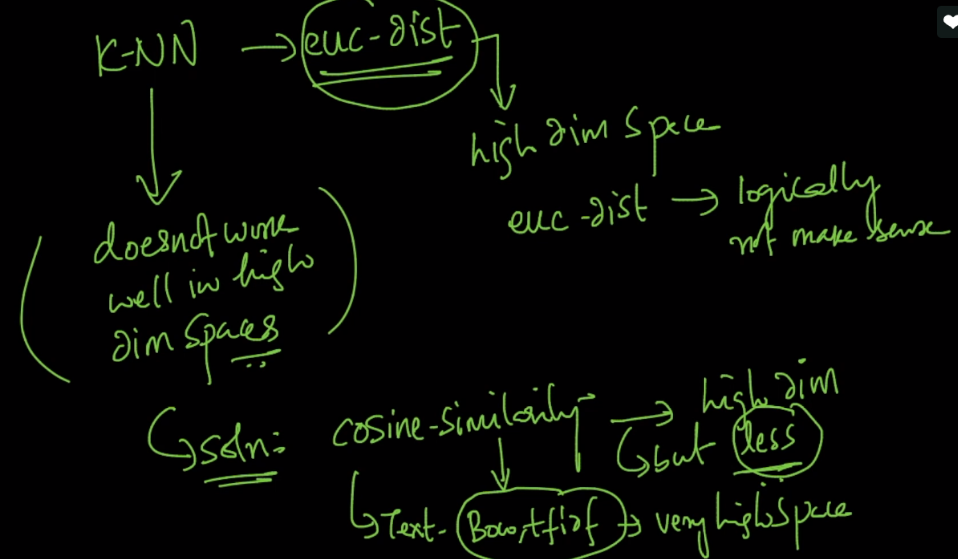 K-NN → euc-dist
high dim space
euc-dist → logically
not make sense
(doesnot work
well in high
dim spaces)
soln: cosine-similarity → high dim
but less
Text - Bow, tfidf → very high space